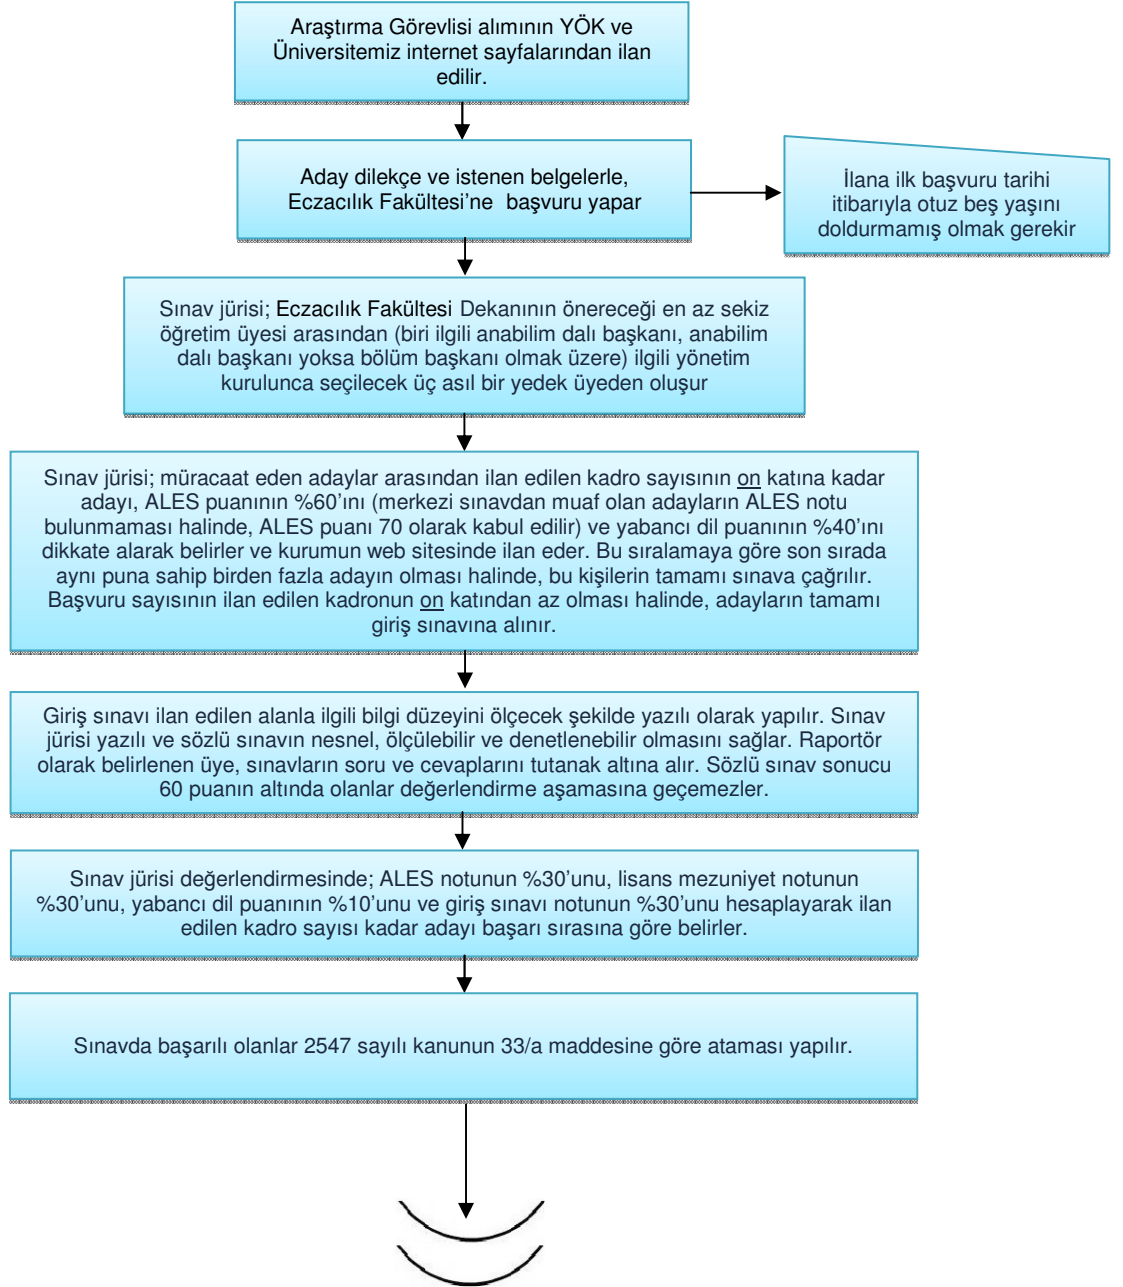 Araştırma Görevlisi alımının YÖK ve
Üniversitemiz internet sayfalarından ilan
edilir.
Aday dilekçe ve istenen belgelerle,
Eczacılık Fakültesi’ne başvuru yapar
İlana ilk başvuru tarihi
itibarıyla otuz beş yaşını
doldurmamış olmak gerekir
Sınav jürisi; Eczacılık Fakültesi Dekanının önereceği en az sekiz
öğretim üyesi arasından (biri ilgili anabilim dalı başkanı, anabilim
dalı başkanı yoksa bölüm başkanı olmak üzere) ilgili yönetim
kurulunca seçilecek üç asıl bir yedek üyeden oluşur
Sınav jürisi; müracaat eden adaylar arasından ilan edilen kadro sayısının on katına kadar
adayı, ALES puanının %60’ını (merkezi sınavdan muaf olan adayların ALES notu
bulunmaması halinde, ALES puanı 70 olarak kabul edilir) ve yabancı dil puanının %40’ını
dikkate alarak belirler ve kurumun web sitesinde ilan eder. Bu sıralamaya göre son sırada
aynı puna sahip birden fazla adayın olması halinde, bu kişilerin tamamı sınava çağrılır.
Başvuru sayısının ilan edilen kadronun on katından az olması halinde, adayların tamamı
giriş sınavına alınır.
Giriş sınavı ilan edilen alanla ilgili bilgi düzeyini ölçecek şekilde yazılı olarak yapılır. Sınav
jürisi yazılı ve sözlü sınavın nesnel, ölçülebilir ve denetlenebilir olmasını sağlar. Raportör
olarak belirlenen üye, sınavların soru ve cevaplarını tutanak altına alır. Sözlü sınav sonucu
60 puanın altında olanlar değerlendirme aşamasına geçemezler.
Sınav jürisi değerlendirmesinde; ALES notunun %30’unu, lisans mezuniyet notunun
%30’unu, yabancı dil puanının %10’unu ve giriş sınavı notunun %30’unu hesaplayarak ilan
edilen kadro sayısı kadar adayı başarı sırasına göre belirler.
Sınavda başarılı olanlar 2547 sayılı kanunun 33/a maddesine göre ataması yapılır.